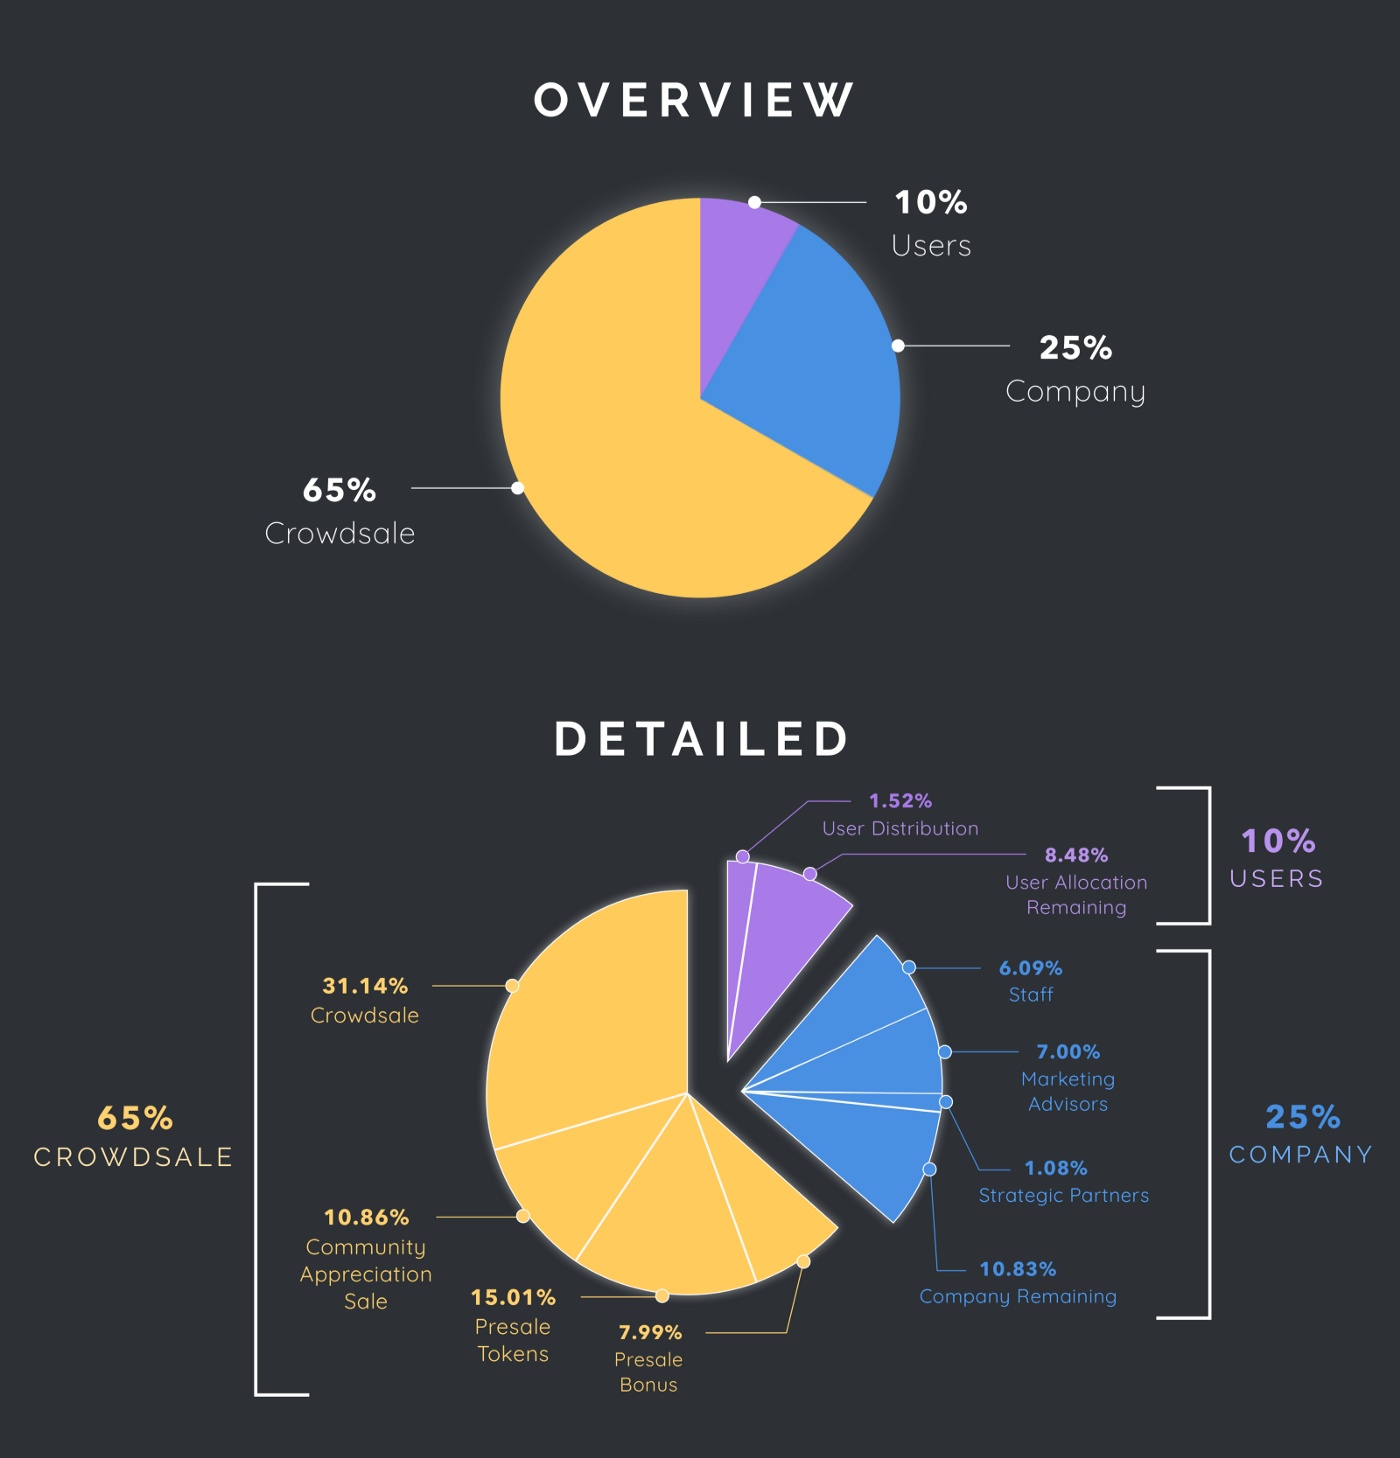 OVERVIEW
10%
Users
25%
Company
65%
Crowdsale
DETAILED
1.52%
User Distribution
8.48%
User Allocation
Remaining
10%
USERS
6.09%
Staff
7.00%
Marketing
Advisors
1.08%
Strategic Partners
10.83%
Company Remaining
25%
COMPANY
31.14%
Crowdsale
65%
CROWDSALE
10.86%
Community
Appreciation
Sale
15.01%
Presale
Tokens
7.99%
Presale
Bonus